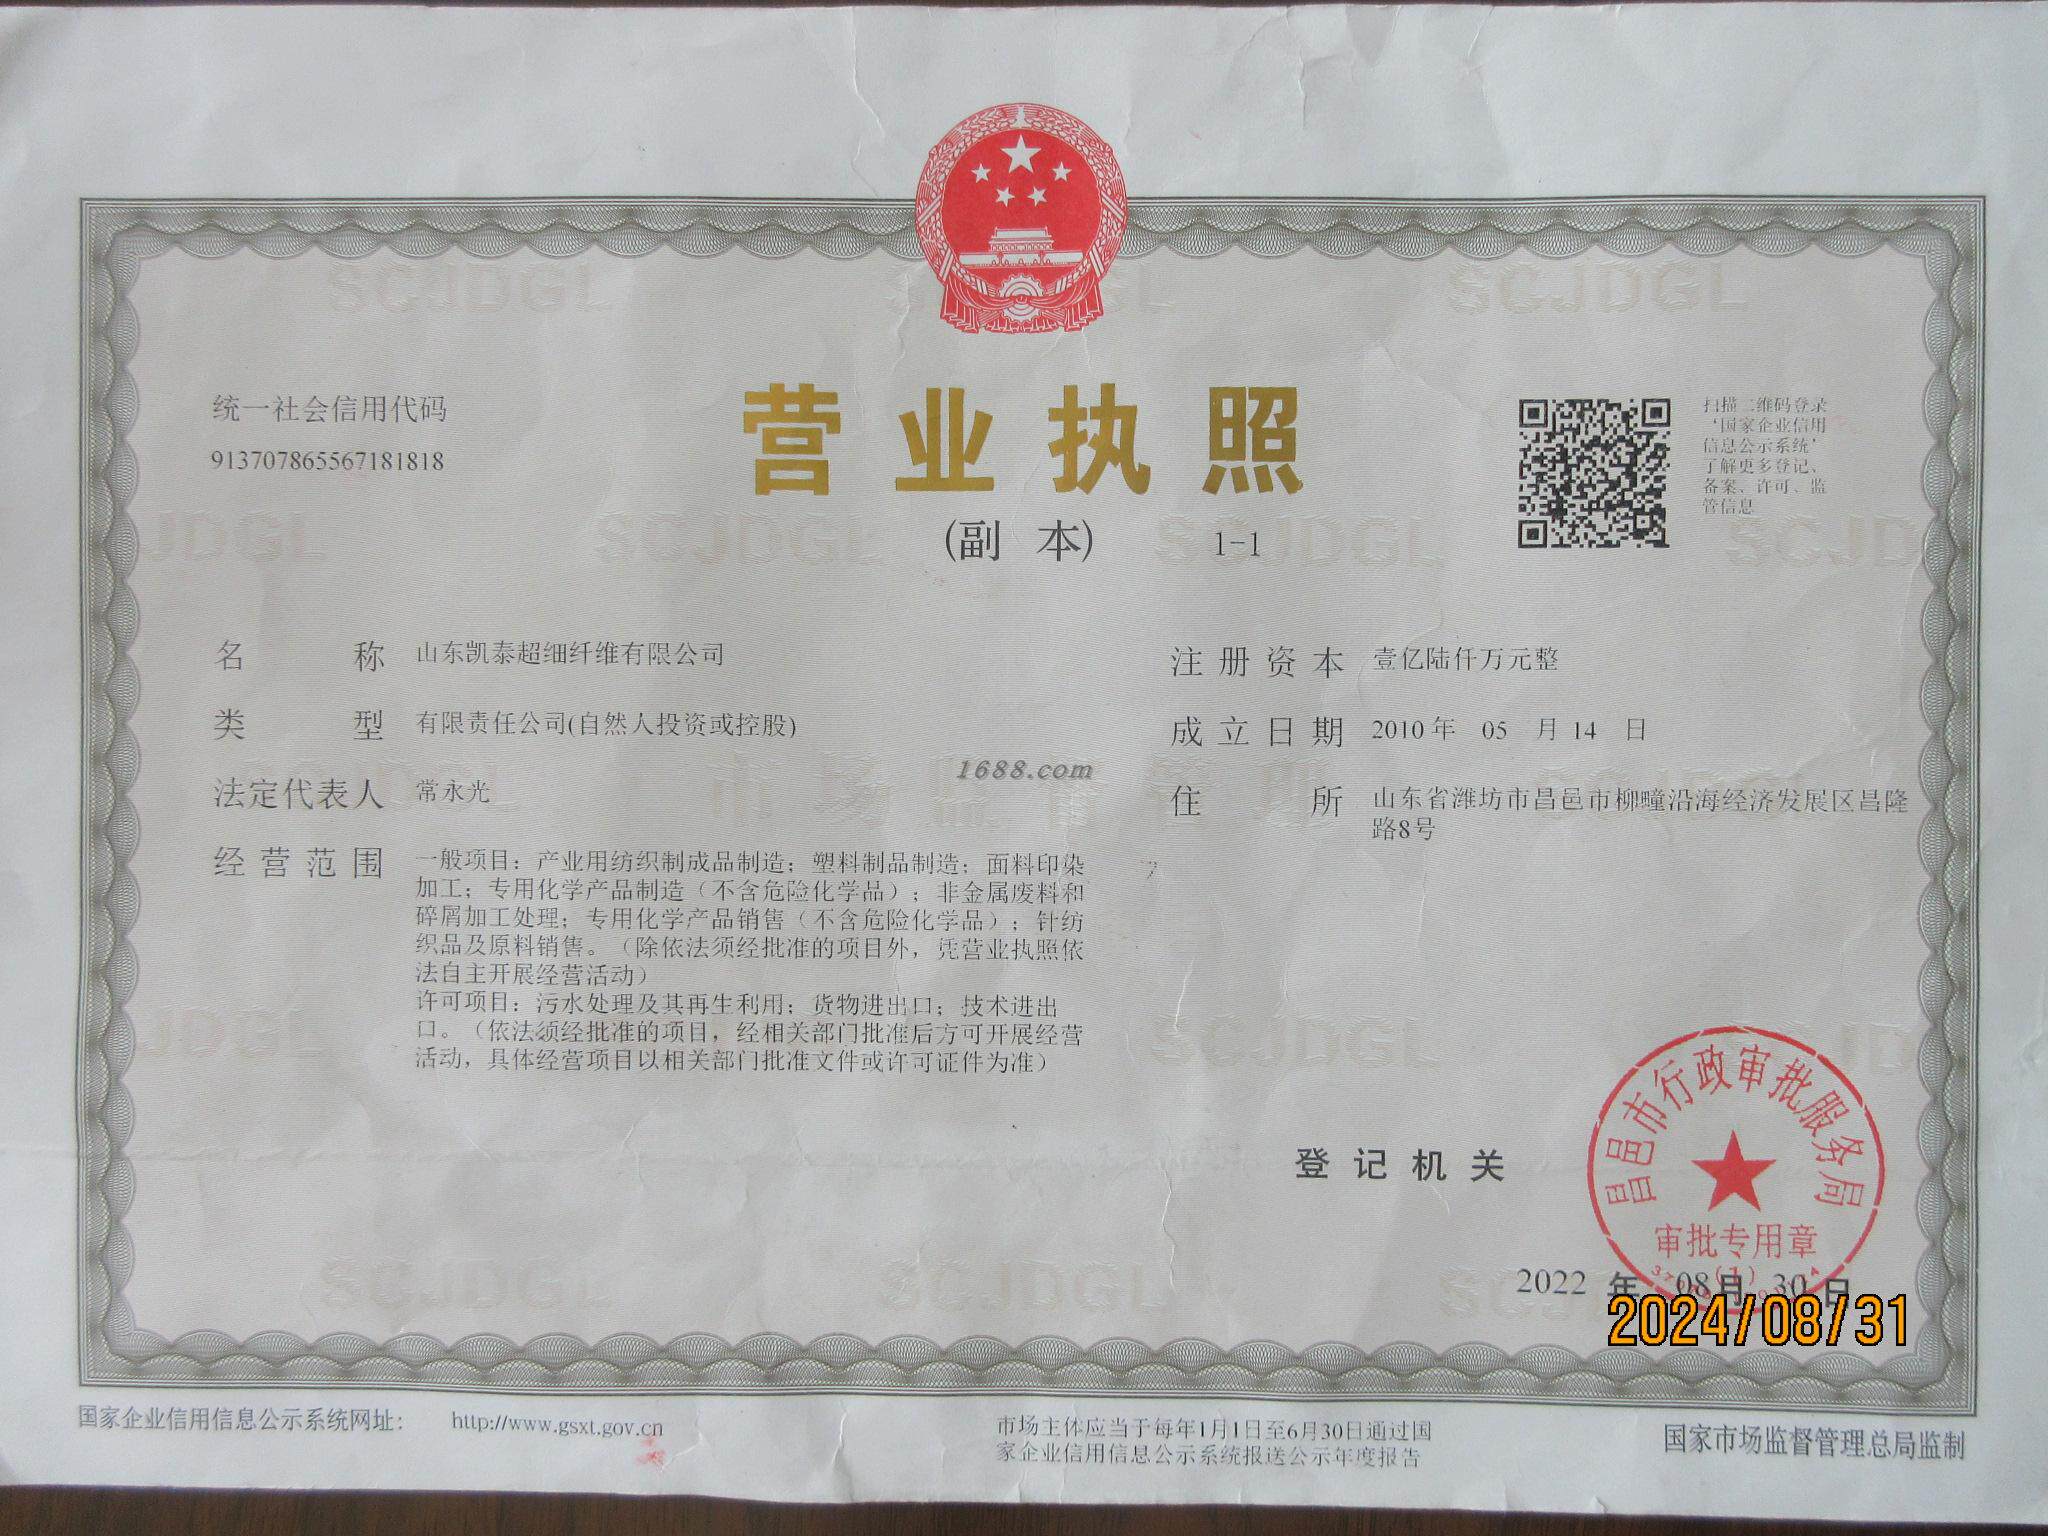 统一社会信用代码
913707865567181818
营业执照
(副 本) 1-1
扫描二维码登录
‘国家企业信用
信息公示系统’
了解更多登记、
备案、许可、监
管信息
名 称 山东凯泰超细纤维有限公司
类 型 有限责任公司(自然人投资或控股)
法定代表人 常永光
经营范围 一般项目：产业用纺织制成品制造；塑料制品制造；面料印染
加工；专用化学产品制造（不含危险化学品）；非金属废料和
碎屑加工处理；专用化学产品销售（不含危险化学品）；针纺
织品及原料销售。（除依法须经批准的项目外，凭营业执照依
法自主开展经营活动）
许可项目：污水处理及其再生利用；货物进出口；技术进出
口。（依法须经批准的项目，经相关部门批准后方可开展经营
活动，具体经营项目以相关部门批准文件或许可证件为准）
注册资本 壹亿陆仟万元整
成立日期 2010年 05 月 14 日
住 所 山东省潍坊市昌邑市柳疃沿海经济发展区昌隆
路8号
1688.com
登记机关
昌邑市行政审批服务局
审批专用章
(1)
2022 年 08月 30 日
2024/08/31
国家企业信用信息公示系统网址： http://www.gsxt.gov.cn
市场主体应当于每年1月1日至6月30日通过国
家企业信用信息公示系统报送公示年度报告
国家市场监督管理总局监制